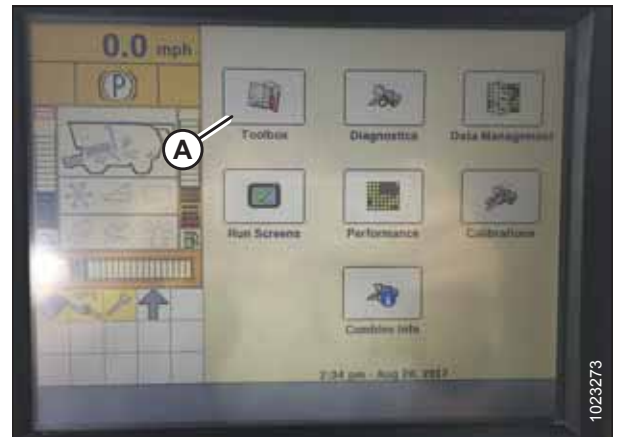 0.0 mph
(P)
A
Toolbox
Diagnostics
Data Management
Run Screens
Performance
Calibrations
Combine Info
2:34 pm - Aug 20, 2017
1023273